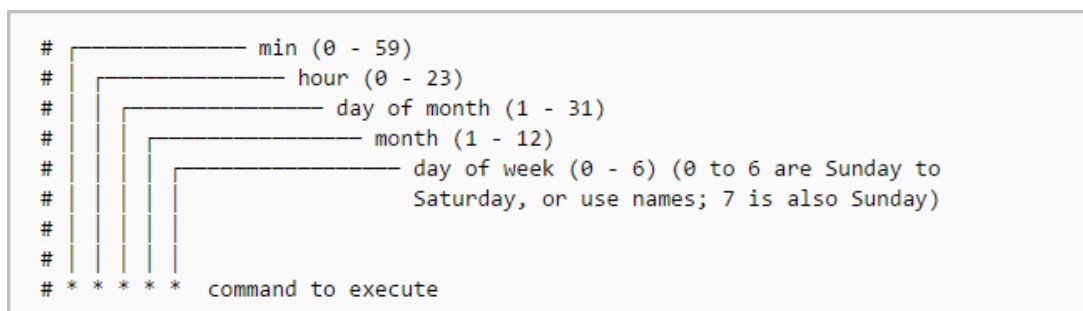 # ┌───────────── min (0 - 59)
# │ ┌────────────── hour (0 - 23)
# │ │ ┌─────────────── day of month (1 - 31)
# │ │ │ ┌──────────────── month (1 - 12)
# │ │ │ │ ┌───────────────── day of week (0 - 6) (0 to 6 are Sunday to
# │ │ │ │ │                  Saturday, or use names; 7 is also Sunday)
# │ │ │ │ │
# │ │ │ │ │
# * * * * *  command to execute